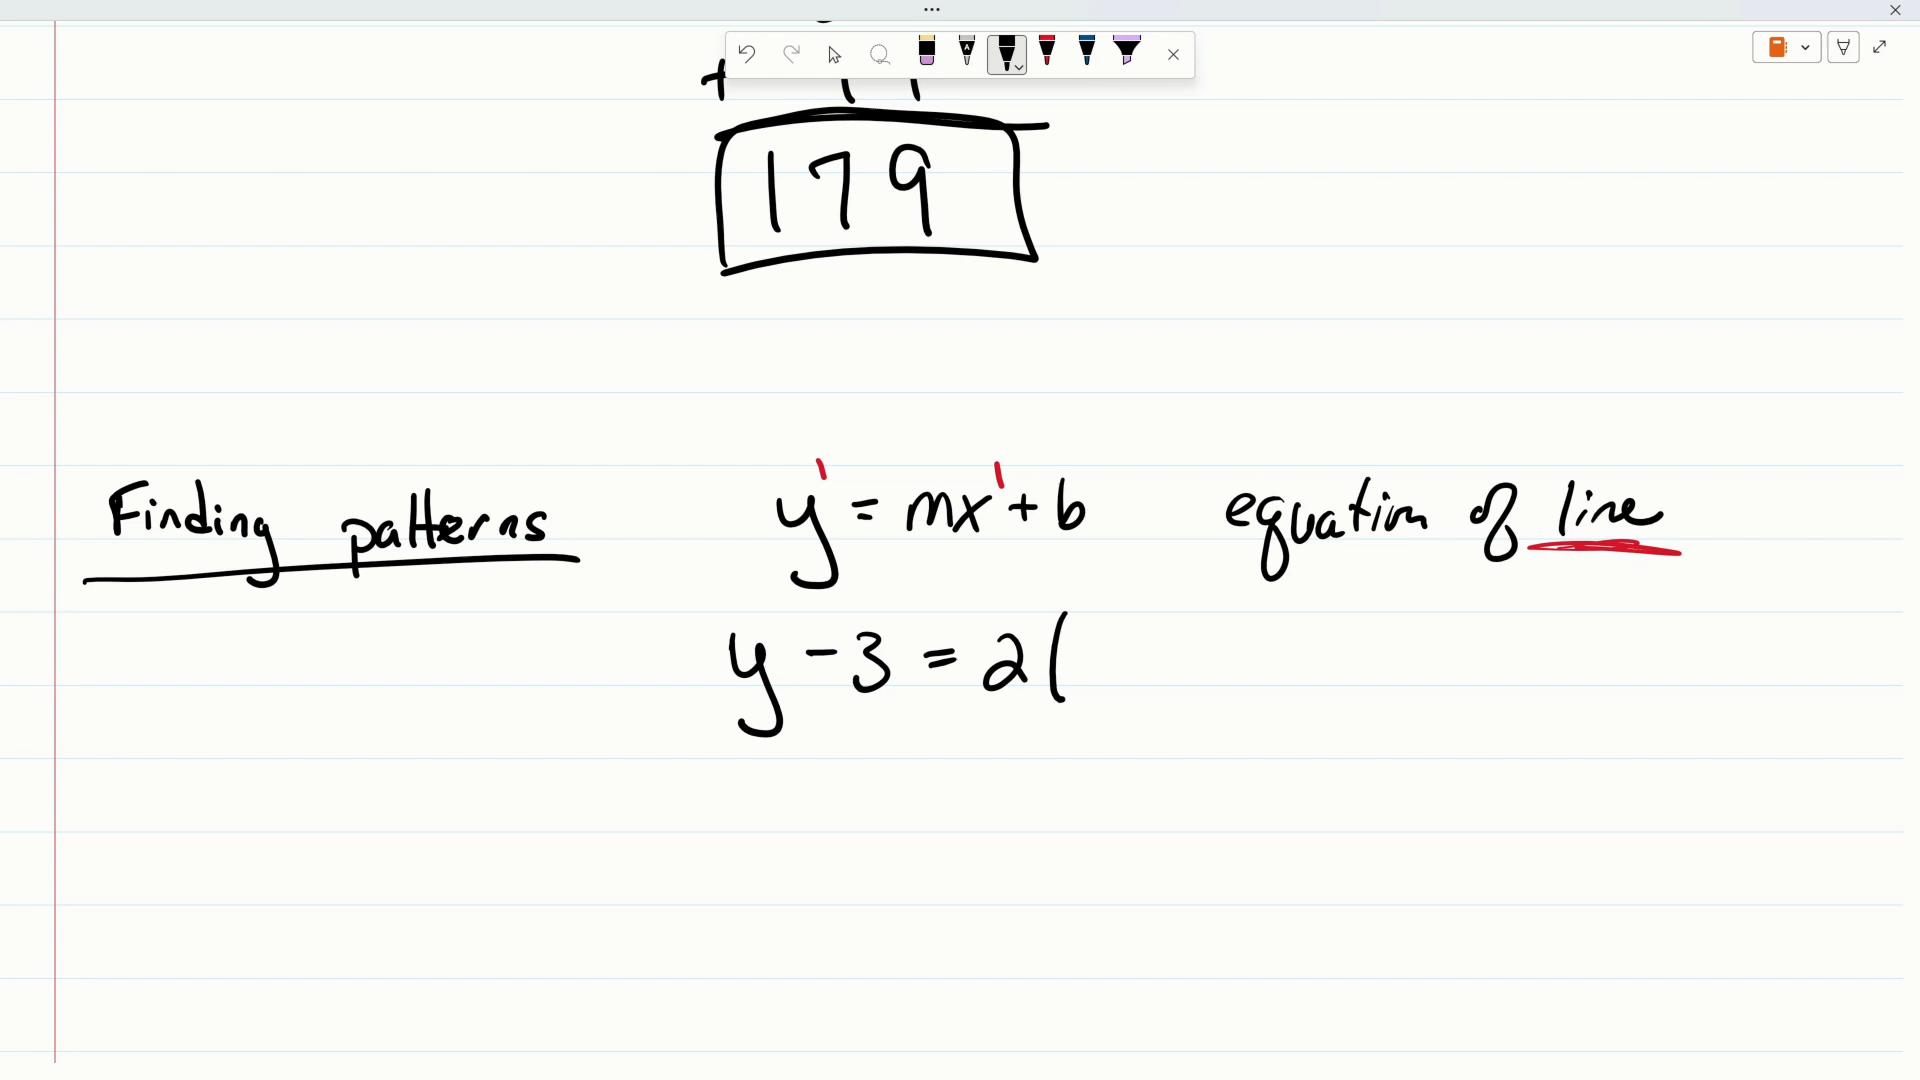 179
Finding patterns y' = mx' + b equation of line
y - 3 = 2(